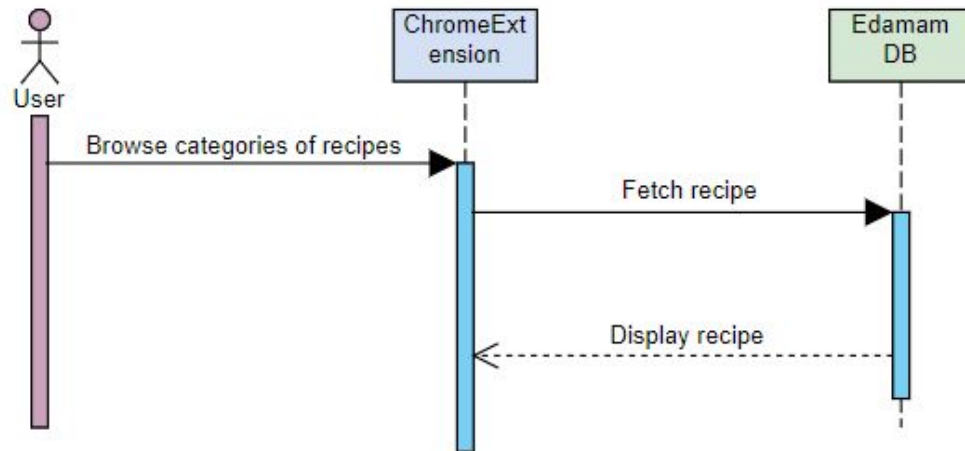 ChromeExt
ension
Edamam
DB
User
Browse categories of recipes
Fetch recipe
Display recipe